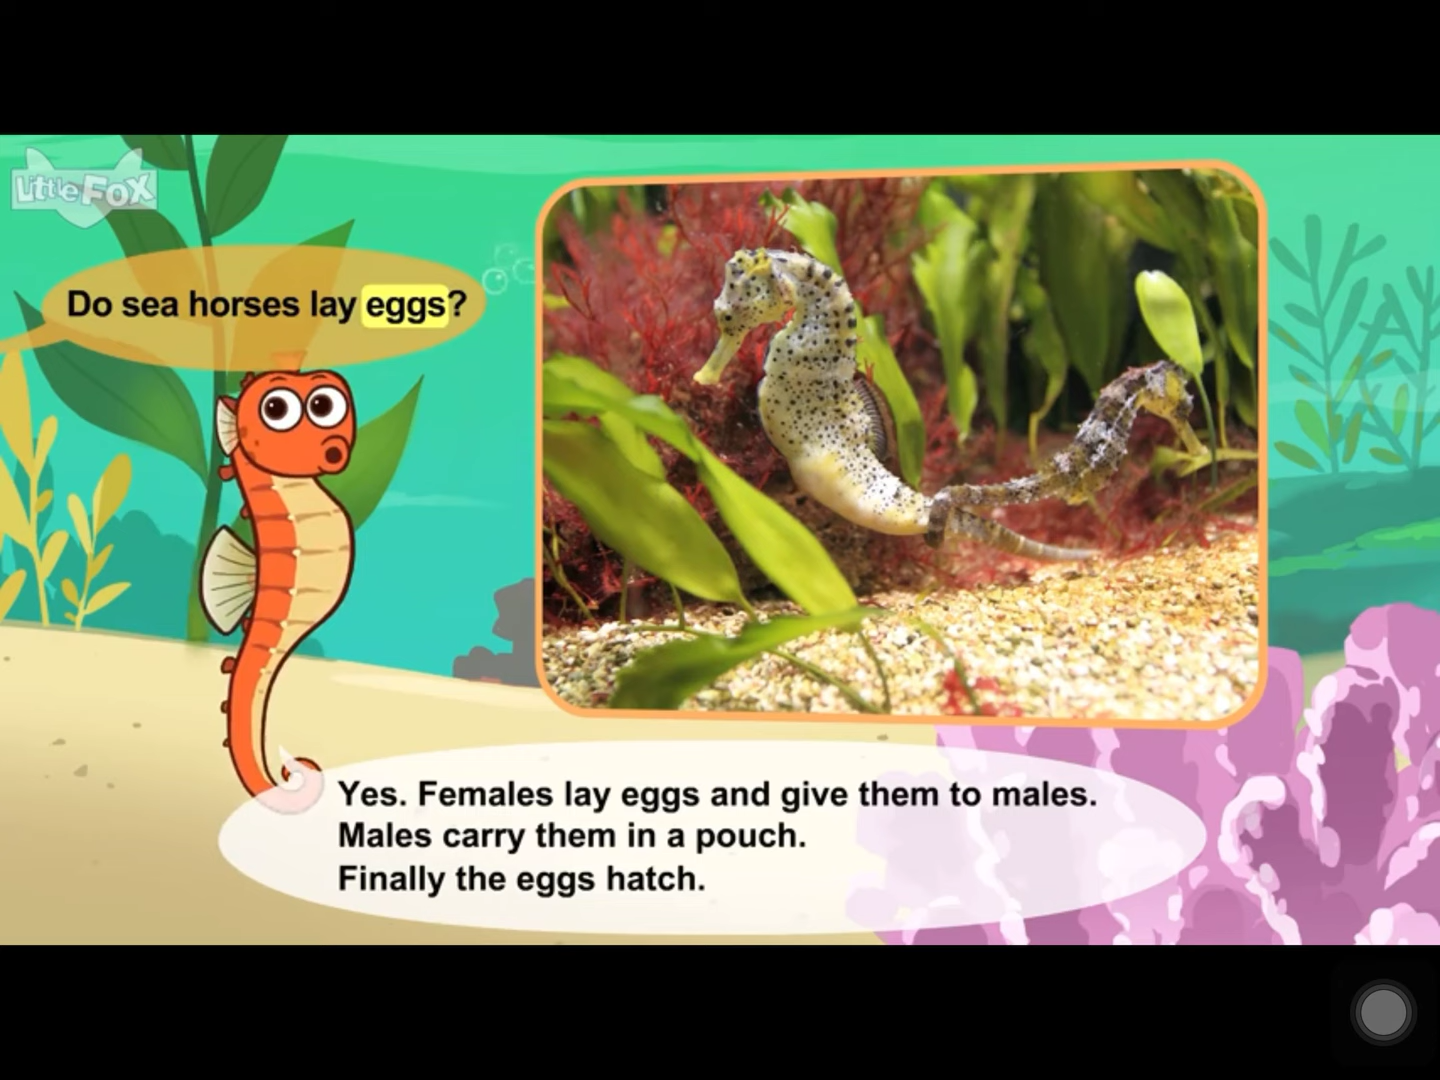 Little Fox
Do sea horses lay eggs?
Yes. Females lay eggs and give them to males.
Males carry them in a pouch.
Finally the eggs hatch.